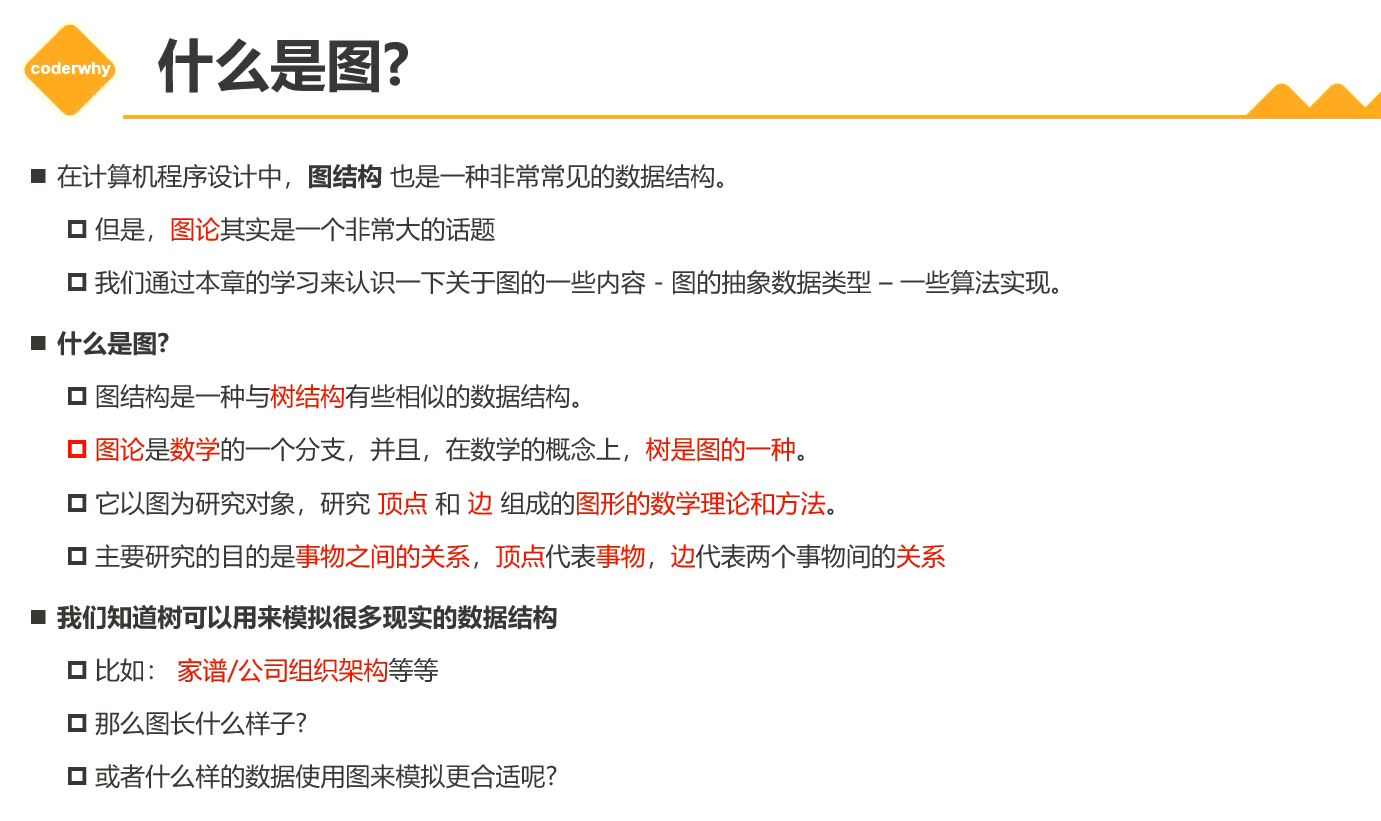 coderwhy
什么是图?
在计算机程序设计中，图结构 也是一种非常常见的数据结构。
但是，图论其实是一个非常大的话题
我们通过本章的学习来认识一下关于图的一些内容 - 图的抽象数据类型 – 一些算法实现。
什么是图?
图结构是一种与树结构有些相似的数据结构。
图论是数学的一个分支，并且，在数学的概念上，树是图的一种。
它以图为研究对象，研究 顶点 和 边 组成的图形的数学理论和方法。
主要研究的目的是事物之间的关系，顶点代表事物，边代表两个事物间的关系
我们知道树可以用来模拟很多现实的数据结构
比如： 家谱/公司组织架构等等
那么图长什么样子?
或者什么样的数据使用图来模拟更合适呢?